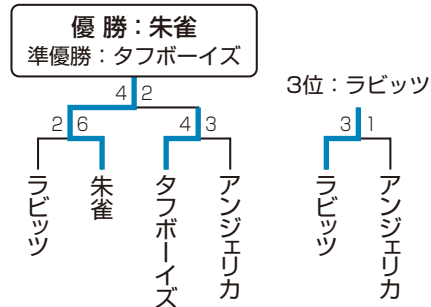 優 勝：朱雀
準優勝：タフボーイズ
4 2
3位：ラビッツ
2 6
4 3
3 1
ラビッツ
朱雀
タフボーイズ
アンジェリカ
ラビッツ
アンジェリカ